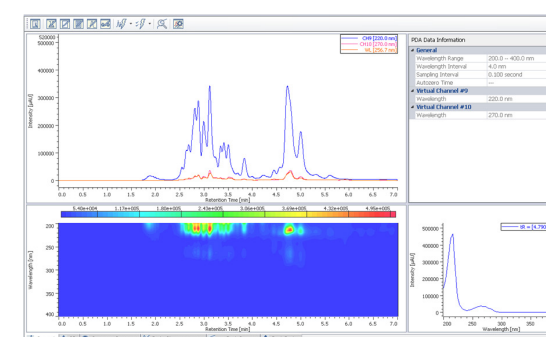 520000
500000
400000
300000
200000
100000
0
Intensity [µAU]
CH9 [220.0 nm]
CH10 [270.0 nm]
0.0 0.5 1.0 1.5 2.0 2.5 3.0 3.5 4.0 4.5 5.0 5.5 6.0 6.5 7.0
Retention Time [min]
PDA Data Information
General
Wavelength Range 200.0 -- 400.0 nm
Wavelength Interval 4.0 nm
Sampling Interval 0.100 second
Autozero Time ---
Virtual Channel #9
Wavelength 220.0 nm
Virtual Channel #10
Wavelength 270.0 nm
5.40e+004 1.17e+005 1.80e+005 2.43e+005 3.06e+005 3.69e+005 4.32e+005 4.95e+005
200
250
300
350
400
Wavelength [nm]
0.0 0.5 1.0 1.5 2.0 2.5 3.0 3.5 4.0 4.5 5.0 5.5 6.0 6.5 7.0
Retention Time [min]
500000
400000
300000
200000
100000
0
Intensity [µAU]
= [4.790
200 250 300 350
Wavelength [nm]